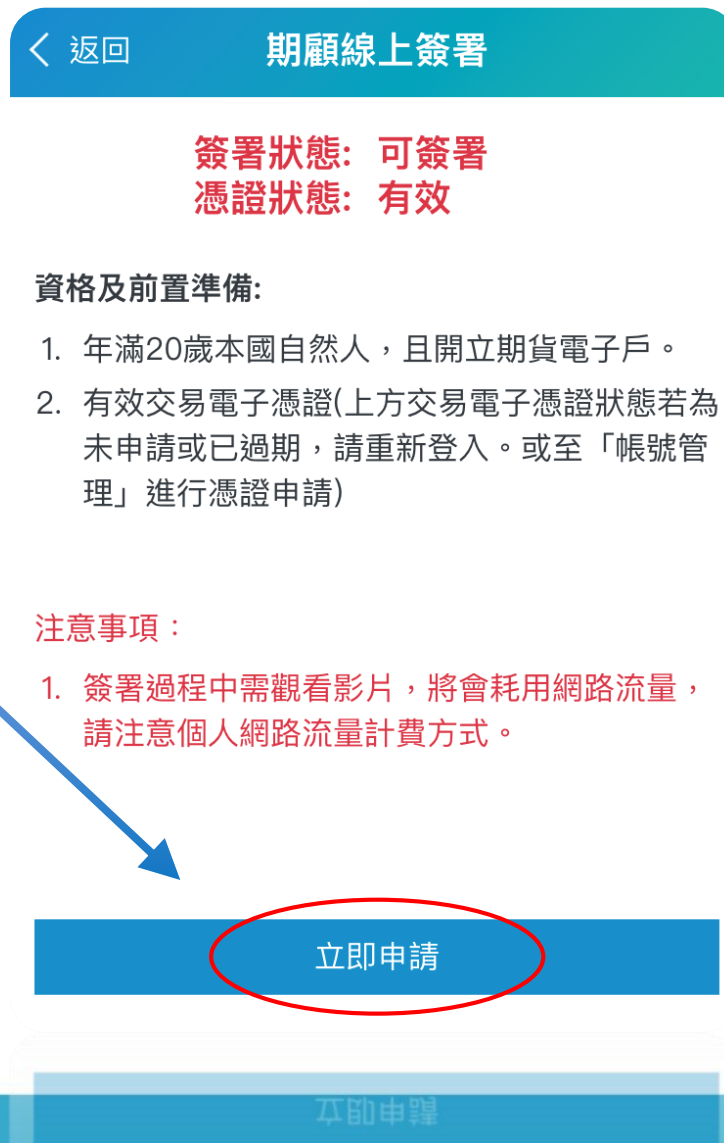 返回 期顧線上簽署
簽署狀態: 可簽署
憑證狀態: 有效
資格及前置準備:
1. 年滿20歲本國自然人，且開立期貨電子戶。
2. 有效交易電子憑證(上方交易電子憑證狀態若為
未申請或已過期，請重新登入。或至「帳號管
理」進行憑證申請)
注意事項：
1. 簽署過程中需觀看影片，將會耗用網路流量，
請注意個人網路流量計費方式。
立即申請
立即申請